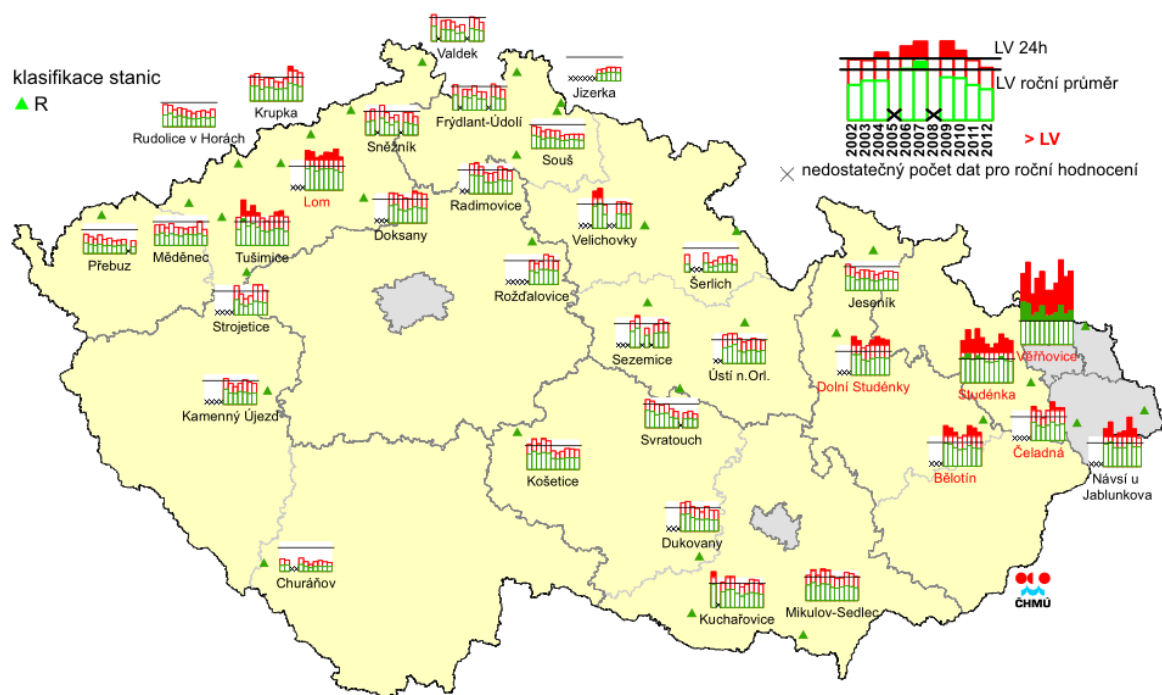 klasifikace stanic
R
LV 24h
LV roční průměr
2002
2003
2004
2005
2006
2007
2008
2009
2010
2011
2012
> LV
nedostatečný počet dat pro roční hodnocení
Valdek
Jizerka
Krupka
Frýdlant-Údolí
Rudolice v Horách
Sněžník
Souš
Lom
Radimovice
Doksany
Velichovky
Tušimice
Měděnec
Přebuz
Šerlich
Rožďalovice
Jeseník
Strojetice
Věřňovice
Sezemice
Ústí n.Orl.
Dolní Studénky
Studénka
Kamenný Újezd
Svratouch
Čeladná
Košetice
Bělotín
Návsí u
Jablunkova
Dukovany
Churáňov
Kuchařovice
Mikulov-Sedlec
ČHMÚ